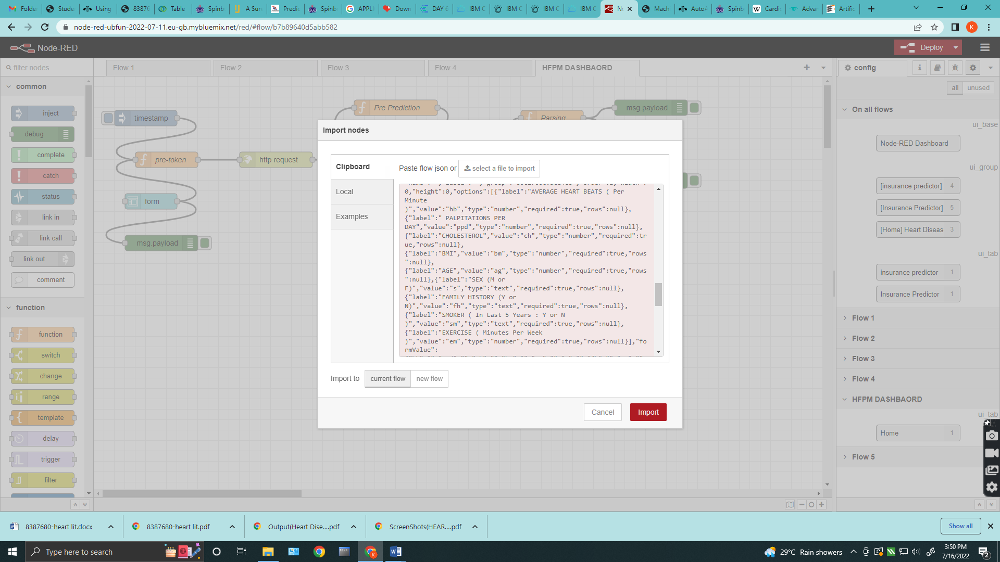 Folde
Stude
Using
83876
Table
Spinb
A Sur
Predic
Spinb
APPLI
Down
DAY 6
IBM C
IBM C
IBM C
IBM C
No
Mach
AutoA
Spinb
Cardi
Adva
Artific
node-red-ubfun-2022-07-11.eu-gb.mybluemix.net/red/#flow/b7b89640d5abb582
K
Node-RED
Deploy
filter nodes
Flow 1
Flow 2
Flow 3
Flow 4
HFPM DASHBAORD
config
all
unused
common
inject
debug
complete
catch
status
link in
link call
link out
comment
function
function
switch
change
range
template
delay
trigger
filter
timestamp
pre-token
http request
form
msg.payload
Pre Prediction
Parsing
msg.payload
Import nodes
Clipboard
Local
Examples
Paste flow json or
select a file to import
0,"height":0,"options":[{"label":"AVERAGE HEART BEATS ( Per
Minute
)","value":"hb","type":"number","required":true,"rows":null},
{"label":" PALPITATIONS PER
DAY","value":"ppd","type":"number","required":true,"rows":null},
{"label":"CHOLESTEROL","value":"ch","type":"number","required":tr
ue,"rows":null},
{"label":"BMI","value":"bm","type":"number","required":true,"rows
":null},
{"label":"AGE","value":"ag","type":"number","required":true,"rows
":null},{"label":"SEX (M or
F)","value":"s","type":"text","required":true,"rows":null},
{"label":"FAMILY HISTORY (Y or
N)","value":"fh","type":"text","required":true,"rows":null},
{"label":"SMOKER ( In Last 5 Years : Y or N
)","value":"sm","type":"text","required":true,"rows":null},
{"label":"EXERCISE ( Minutes Per Week
)","value":"em","type":"number","required":true,"rows":null}],"fo
rmValue":
Import to
current flow
new flow
Cancel
Import
On all flows
ui_base
Node-RED Dashboard
ui_group
[insurance predictor] 4
[Insurance Predictor] 5
[Home] Heart Diseas 3
ui_tab
insurance predictor 1
Insurance Predictor 1
Flow 1
Flow 2
Flow 3
Flow 4
HFPM DASHBAORD
ui_tab
Home 1
Flow 5
8387680-heart lit.docx
8387680-heart lit.pdf
Output(Heart Dise....pdf
ScreenShots(HEAR....pdf
Show all
Type here to search
29°C Rain showers
3:50 PM
7/16/2022
2